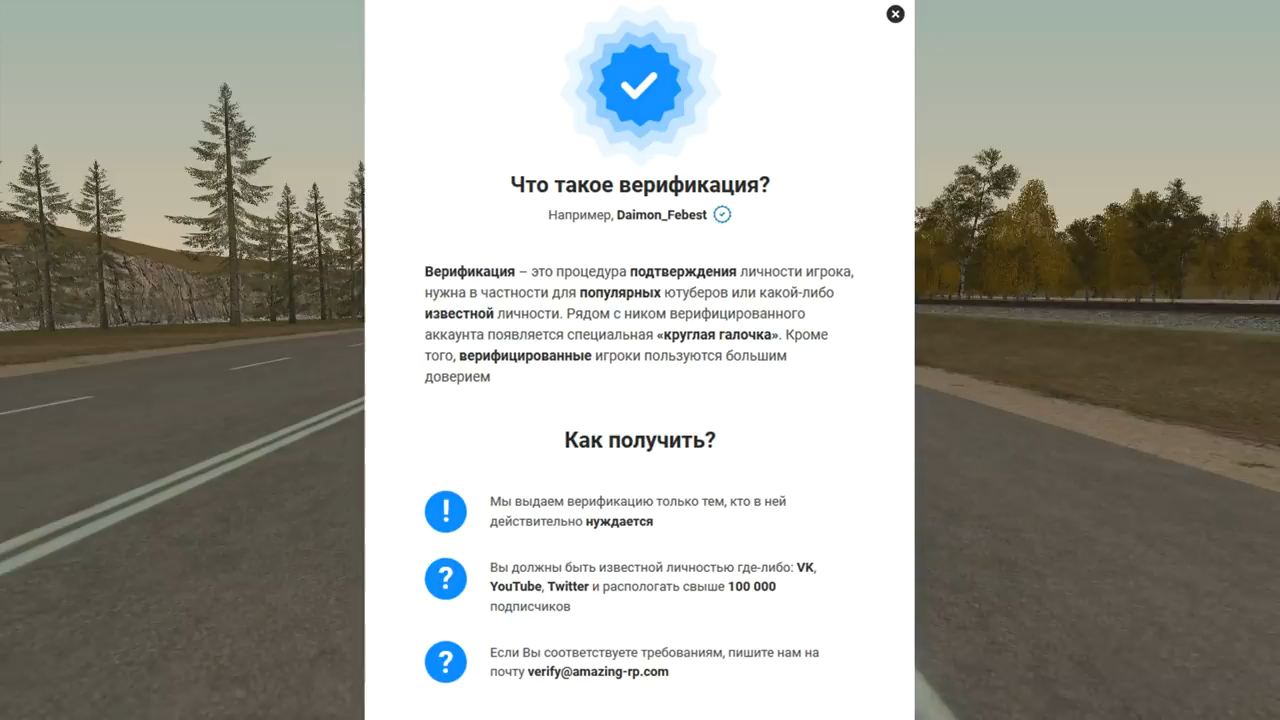 Что такое верификация?
Например, Daimon_Febest
Верификация – это процедура подтверждения личности игрока,
нужна в частности для популярных ютуберов или какой-либо
известной личности. Рядом с ником верифицированного
аккаунта появляется специальная «круглая галочка». Кроме
того, верифицированные игроки пользуются большим
доверием
Как получить?
Мы выдаем верификацию только тем, кто в ней
действительно нуждается
Вы должны быть известной личностью где-либо: VK,
YouTube, Twitter и распологать свыше 100 000
подписчиков
Если Вы соответствуете требованиям, пишите нам на
почту verify@amazing-rp.com